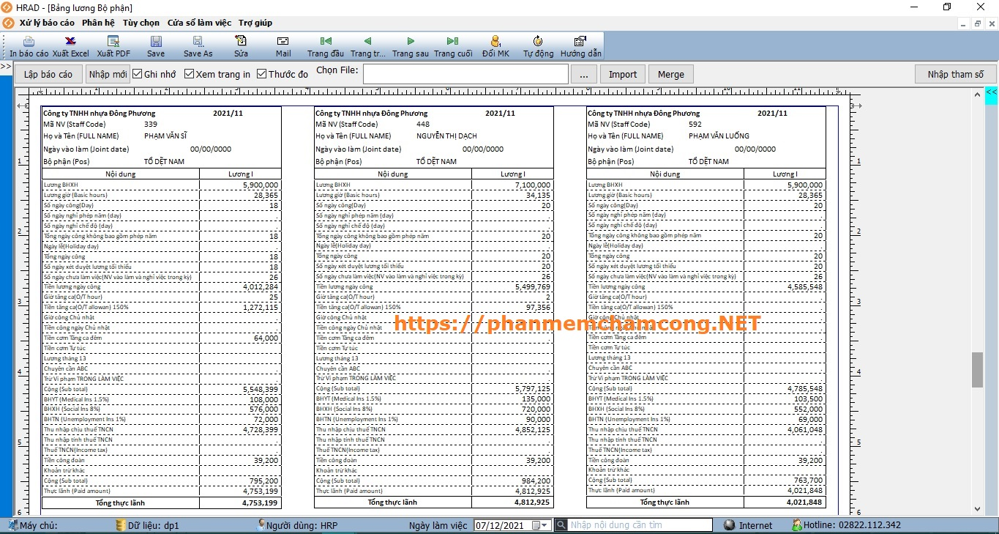 HRAD - [Bảng lương Bộ phận]
Xử lý báo cáo Phân hệ Tùy chọn Cửa sổ làm việc Trợ giúp
In báo cáo Xuất Excel Xuất PDF Save Save As Sửa Mail Trang đầu Trang tr... Trang sau Trang cuối Đổi MK Tự động Hướng dẫn
>> Lập báo cáo Nhập mới Ghi nhớ Xem trang in Thước đo Chọn File: ... Import Merge Nhập tham số
<<
Công ty TNHH nhựa Đông Phương 2021/11
Mã NV (Staff Code) 339
Họ và Tên (FULL NAME) PHẠM VĂN SĨ
Ngày vào làm (Joint date) 00/00/0000
Bộ phận (Pos) TỔ DỆT NAM
Nội dung Lương I
Lương BHXH 5,900,000
Lương giờ (Basic hours) 28,365
Số ngày công(Day) 18
Số ngày nghỉ phép năm (day) .
Số ngày nghỉ chế độ (day) .
Tổng ngày công không bao gồm phép năm 18
Ngày lễ(Holiday day) .
Tổng ngày công 18
Số ngày xét duyệt lương tối thiểu 18
Số ngày chưa làm việc(NV vào làm và nghỉ việc trong kỳ) 26
Tiền lương ngày công 4,012,284
Giờ tăng ca(O/T hour) 25
Tiền tăng ca(O/T allowan) 150% 1,272,115
Giờ công Chủ nhật .
Tiền công ngày Chủ nhật .
Tiền cơm Tăng ca đêm 64,000
Tiền cơm Tự túc
Lương tháng 13
Chuyên cần ABC .
Trừ Vi phạm TRONG LÀM VIỆC .
Cộng (Sub total) 5,548,399
BHYT (Medical Ins 1.5%) 108,000
BHXH (Social Ins 8%) 576,000
BHTN (Unemployment Ins 1%) 72,000
Thu nhập chịu thuế TNCN 4,728,399
Thu nhập tính thuế TNCN .
Thuế TNCN(Income tax) .
Tiền công đoàn 39,200
Khoản trừ khác
Cộng (Sub total) 795,200
Thực lãnh (Paid amount) 4,753,199
Tổng thực lãnh 4,753,199
Công ty TNHH nhựa Đông Phương 2021/11
Mã NV (Staff Code) 448
Họ và Tên (FULL NAME) NGUYỄN THỊ DẠCH
Ngày vào làm (Joint date) 00/00/0000
Bộ phận (Pos) TỔ DỆT NAM
Nội dung Lương I
Lương BHXH 7,100,000
Lương giờ (Basic hours) 34,135
Số ngày công(Day) 20
Số ngày nghỉ phép năm (day) .
Số ngày nghỉ chế độ (day) .
Tổng ngày công không bao gồm phép năm 20
Ngày lễ(Holiday day) .
Tổng ngày công 20
Số ngày xét duyệt lương tối thiểu 20
Số ngày chưa làm việc(NV vào làm và nghỉ việc trong kỳ) 26
Tiền lương ngày công 5,499,769
Giờ tăng ca(O/T hour) 2
Tiền tăng ca(O/T allowan) 150% 97,356
Giờ công Chủ nhật
Tiền công ngày Chủ nhật
Tiền cơm Tăng ca đêm .
Tiền cơm Tự túc
Lương tháng 13
Chuyên cần ABC .
Trừ Vi phạm TRONG LÀM VIỆC .
Cộng (Sub total) 5,797,125
BHYT (Medical Ins 1.5%) 135,000
BHXH (Social Ins 8%) 720,000
BHTN (Unemployment Ins 1%) 90,000
Thu nhập chịu thuế TNCN 4,852,125
Thu nhập tính thuế TNCN .
Thuế TNCN(Income tax) .
Tiền công đoàn 39,200
Khoản trừ khác
Cộng (Sub total) 984,200
Thực lãnh (Paid amount) 4,812,925
Tổng thực lãnh 4,812,925
Công ty TNHH nhựa Đông Phương 2021/11
Mã NV (Staff Code) 592
Họ và Tên (FULL NAME) PHẠM VĂN LUỐNG
Ngày vào làm (Joint date) 00/00/0000
Bộ phận (Pos) TỔ DỆT NAM
Nội dung Lương I
Lương BHXH 5,900,000
Lương giờ (Basic hours) 28,365
Số ngày công(Day) 20
Số ngày nghỉ phép năm (day) .
Số ngày nghỉ chế độ (day) .
Tổng ngày công không bao gồm phép năm 20
Ngày lễ(Holiday day) .
Tổng ngày công 20
Số ngày xét duyệt lương tối thiểu 20
Số ngày chưa làm việc(NV vào làm và nghỉ việc trong kỳ) 26
Tiền lương ngày công 4,585,548
Giờ tăng ca(O/T hour) .
Tiền tăng ca(O/T allowan) 150% .
Giờ công Chủ nhật
Tiền công ngày Chủ nhật
Tiền cơm Tăng ca đêm .
Tiền cơm Tự túc
Lương tháng 13
Chuyên cần ABC .
Trừ Vi phạm TRONG LÀM VIỆC .
Cộng (Sub total) 4,785,548
BHYT (Medical Ins 1.5%) 103,500
BHXH (Social Ins 8%) 552,000
BHTN (Unemployment Ins 1%) 69,000
Thu nhập chịu thuế TNCN 4,061,048
Thu nhập tính thuế TNCN .
Thuế TNCN(Income tax) .
Tiền công đoàn 39,200
Khoản trừ khác
Cộng (Sub total) 763,700
Thực lãnh (Paid amount) 4,021,848
Tổng thực lãnh 4,021,848
https://phanmemchamcong.NET
Máy chủ: Dữ liệu: dp1 Người dùng: HRP Ngày làm việc 07/12/2021 Nhập nội dung cần tìm Internet Hotline: 02822.112.342